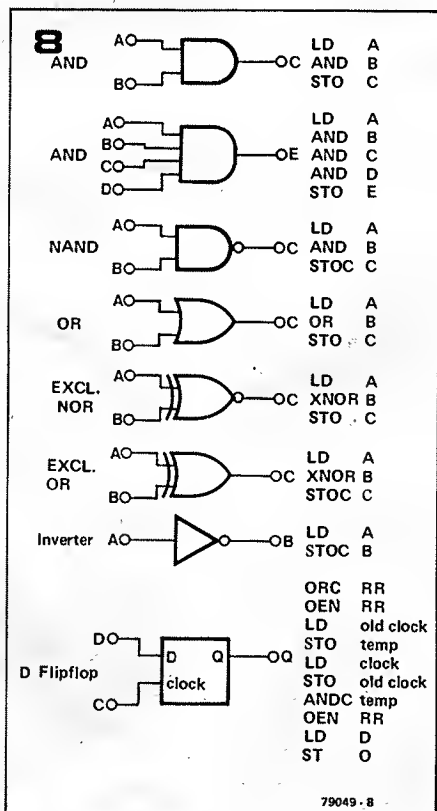 8
AND
A
B
C
LD A
AND B
STO C
AND
A
B
C
D
E
LD A
AND B
AND C
AND D
STO E
NAND
A
B
C
LD A
AND B
STOC C
OR
A
B
C
LD A
OR B
STO C
EXCL.
NOR
A
B
C
LD A
XNOR B
STO C
EXCL.
OR
A
B
C
LD A
XNOR B
STOC C
Inverter
A
B
LD A
STOC B
D Flipflop
D
C
D Q
clock
Q
ORC RR
OEN RR
LD old clock
STO temp
LD clock
STO old clock
ANDC temp
OEN RR
LD D
ST O
79049 - 8